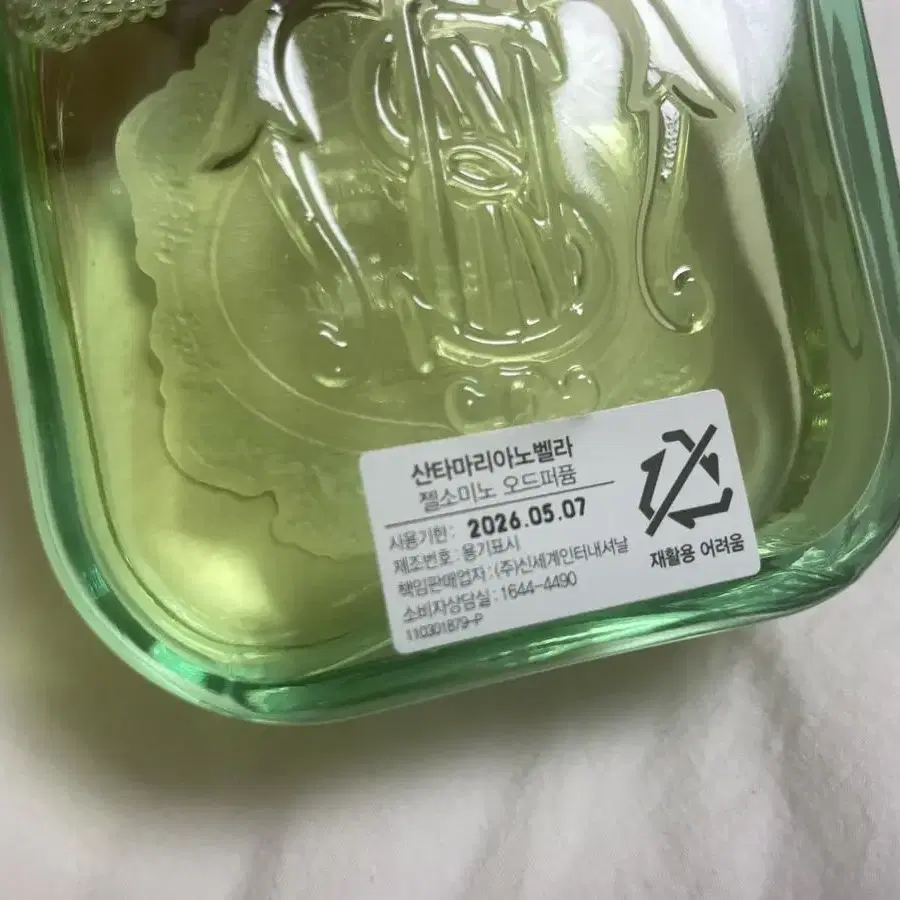 산타마리아노벨라
젤소미노 오드퍼퓸
사용기한: 2026.05.07
제조번호: 용기표시
책임판매업자: (주)신세계인터내셔날
소비자상담실: 1644-4490
110301879-P
재활용 어려움